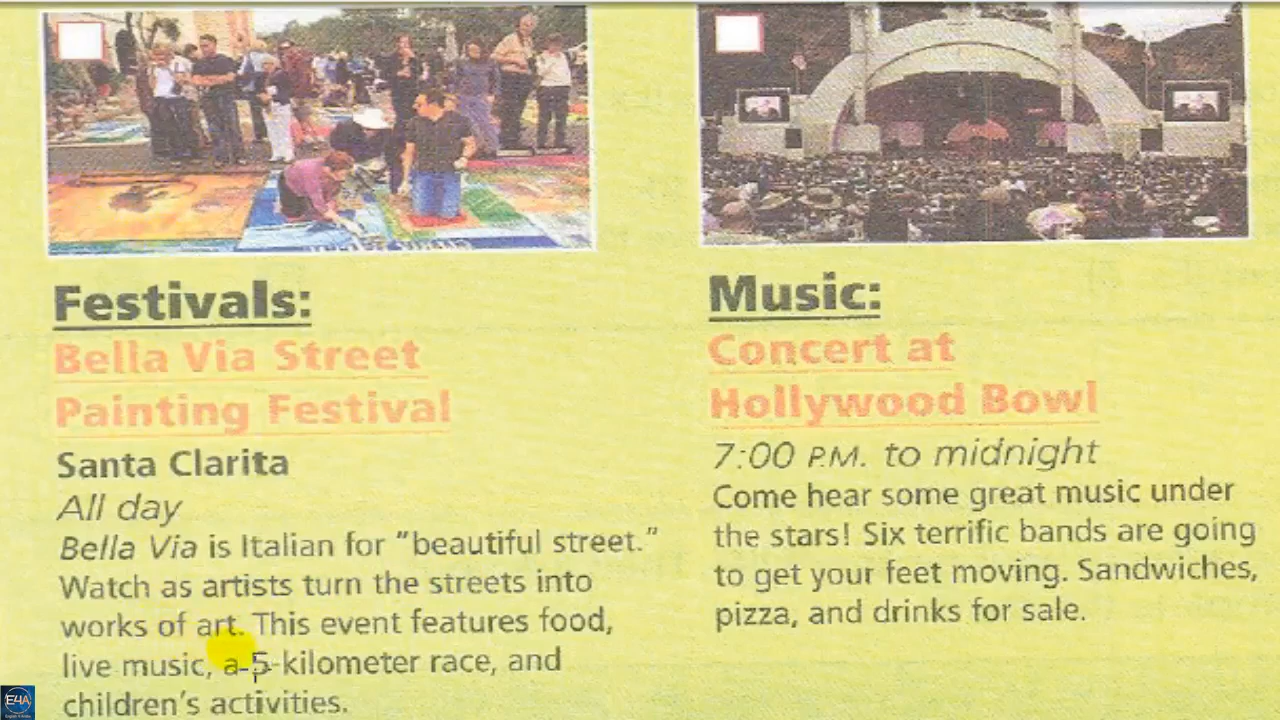 Festivals:
Bella Via Street
Painting Festival
Santa Clarita
All day
Bella Via is Italian for "beautiful street."
Watch as artists turn the streets into
works of art. This event features food,
live music, a 5-kilometer race, and
children's activities.
Music:
Concert at
Hollywood Bowl
7:00 P.M. to midnight
Come hear some great music under
the stars! Six terrific bands are going
to get your feet moving. Sandwiches,
pizza, and drinks for sale.
E4A